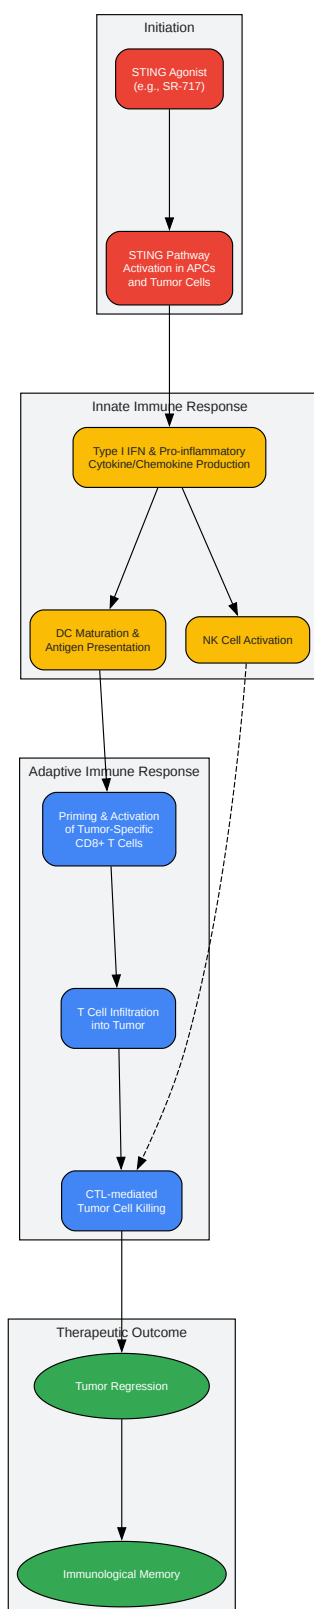 Initiation
STING Agonist
(e.g., SR-717)
STING Pathway
Activation in APCs
and Tumor Cells
Innate Immune Response
Type I IFN & Pro-inflammatory
Cytokine/Chemokine Production
DC Maturation &
Antigen Presentation
NK Cell Activation
Adaptive Immune Response
Priming & Activation
of Tumor-Specific
CD8+ T Cells
T Cell Infiltration
into Tumor
CTL-mediated
Tumor Cell Killing
Therapeutic Outcome
Tumor Regression
Immunological Memory